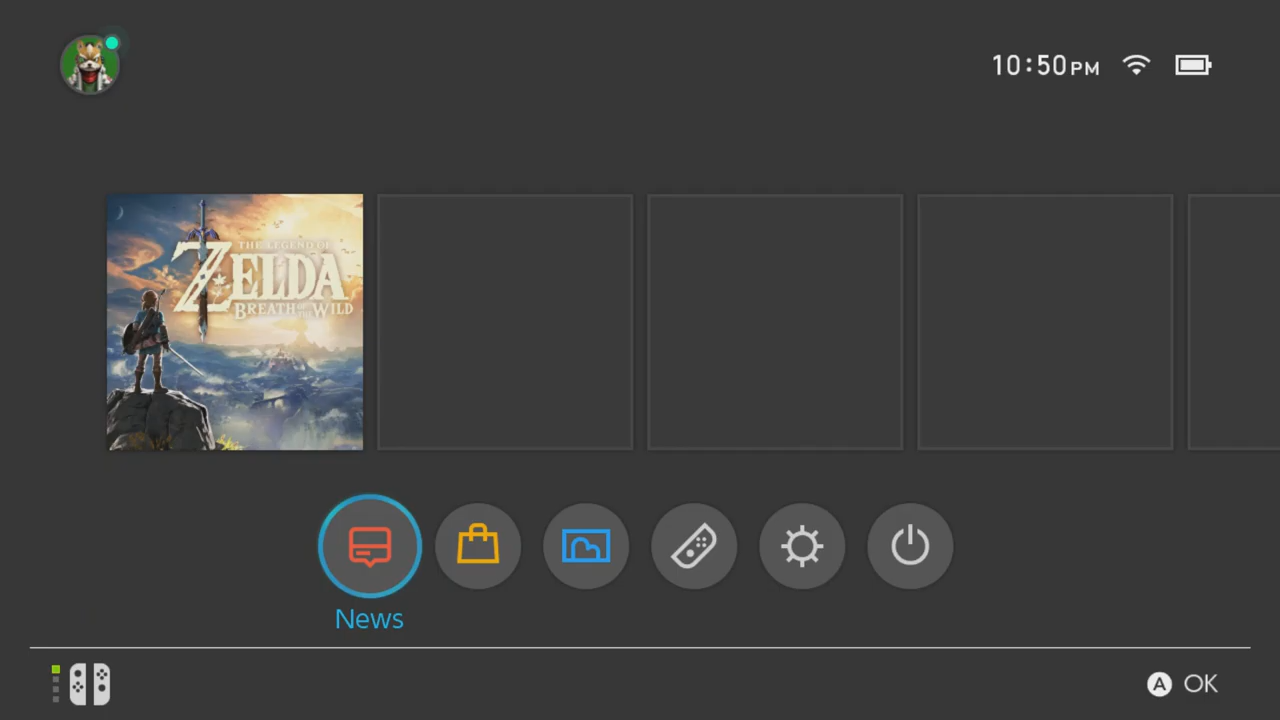 10:50PM
THE LEGEND OF
ZELDA
BREATH OF THE WILD
News
A OK